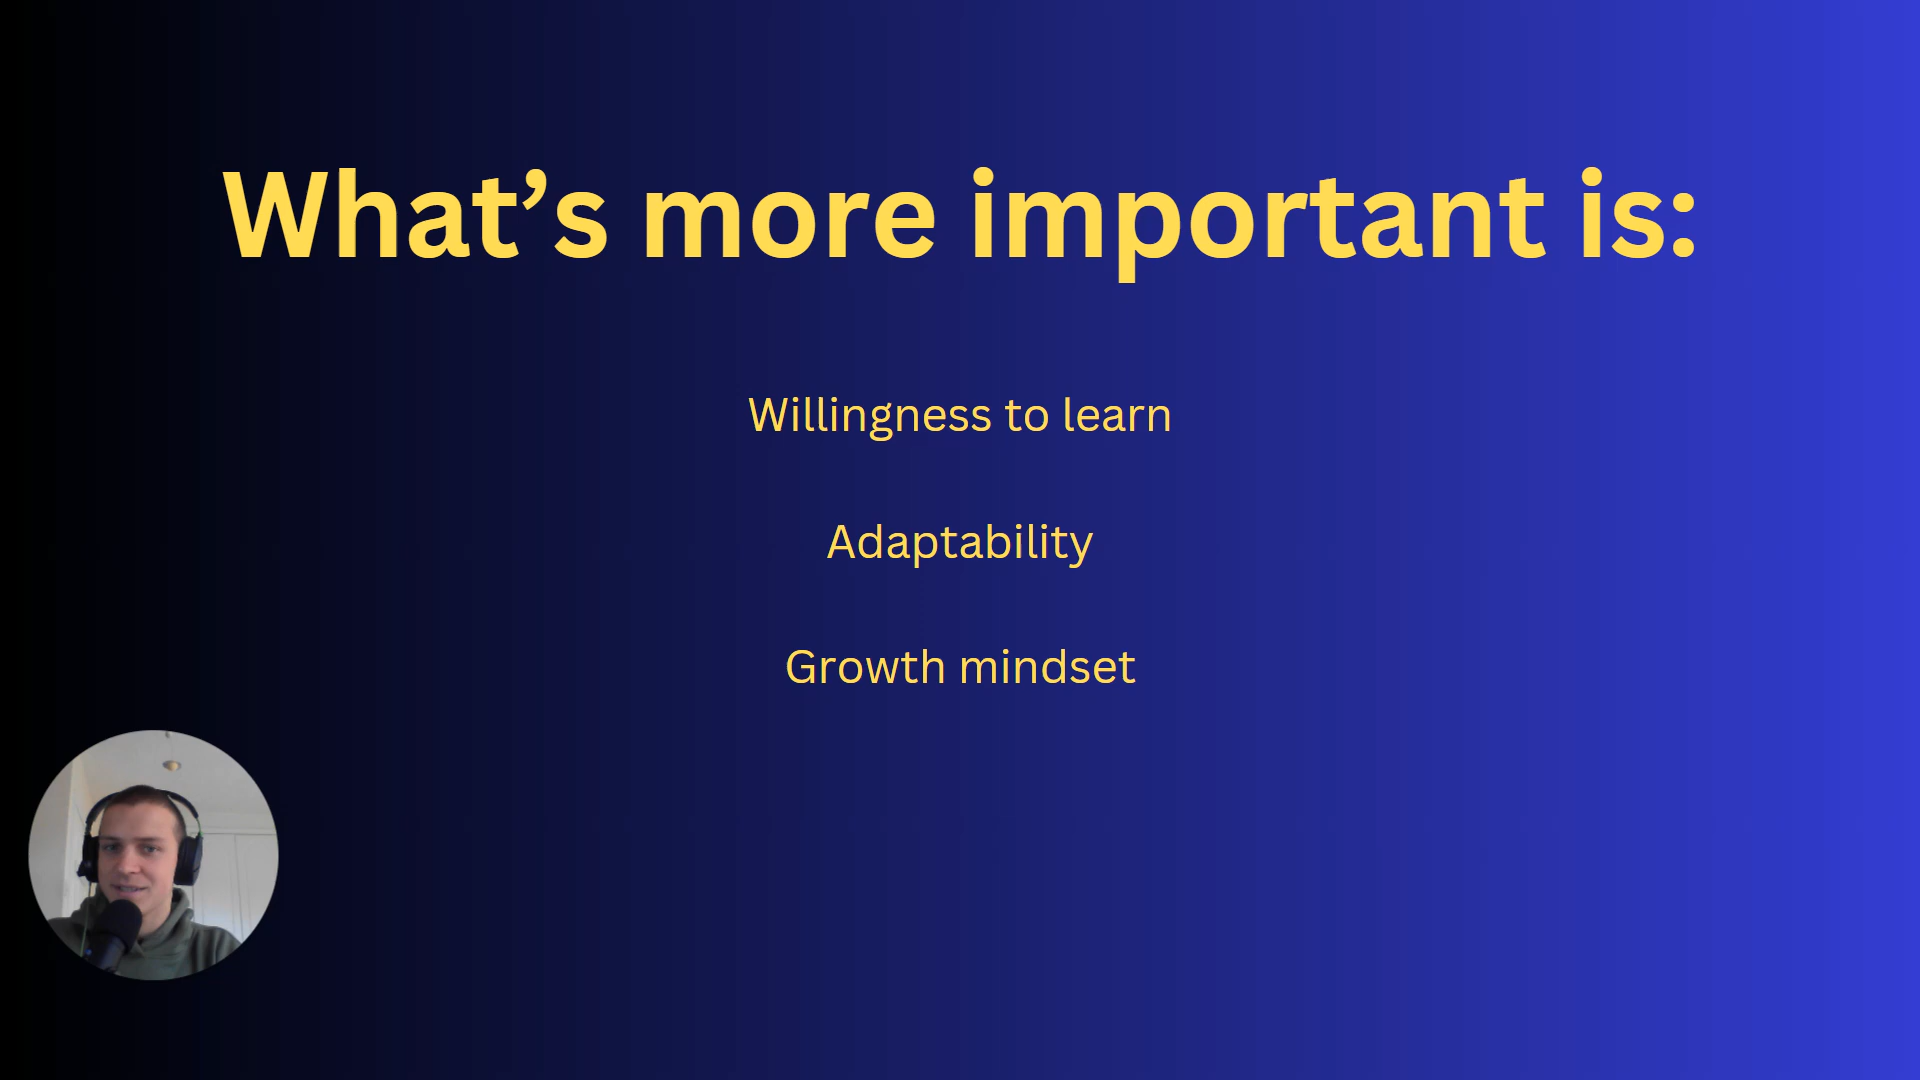 What’s more important is:
Willingness to learn
Adaptability
Growth mindset